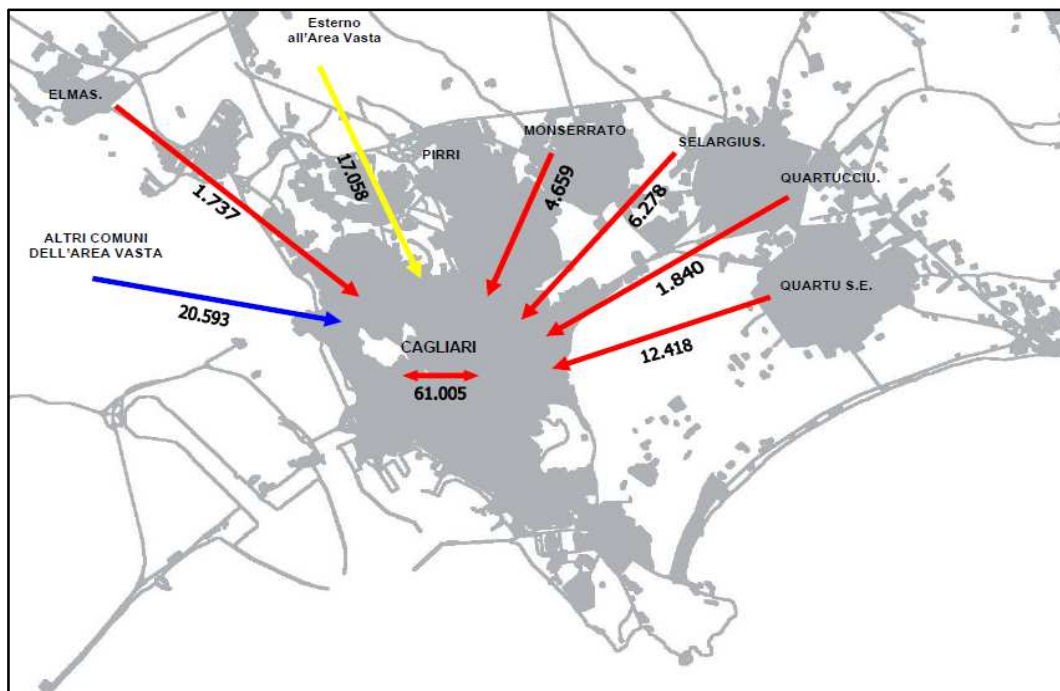 Esterno
all'Area Vasta
ELMAS.
MONSERRATO
SELARGIUS.
PIRRI
17.058
4.659
QUARTUCCIU.
1.737
6.278
ALTRI COMUNI
DELL'AREA VASTA
1.840
QUARTU S.E.
20.593
CAGLIARI
12.418
61.005